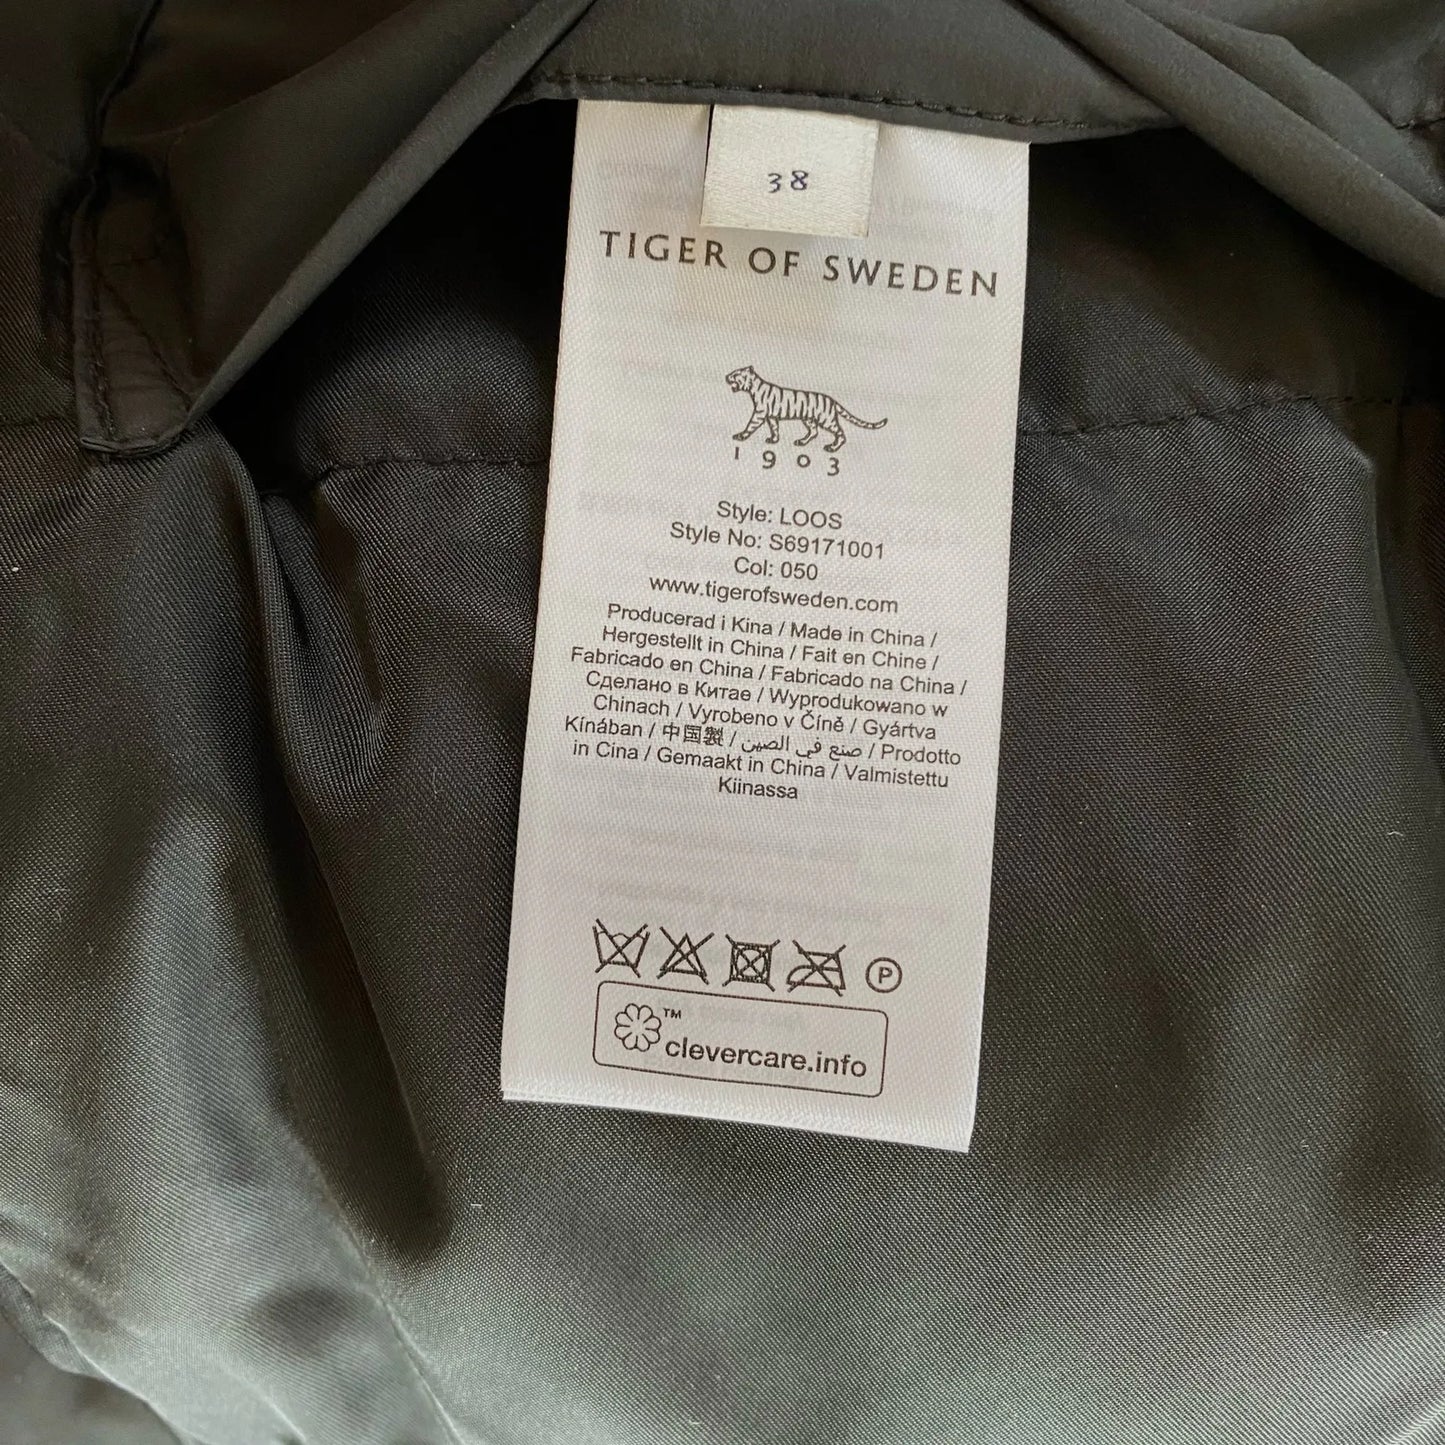 38
TIGER OF SWEDEN
1903
Style: LOOS
Style No: S69171001
Col: 050
www.tigerofsweden.com
Producerad i Kina / Made in China /
Hergestellt in China / Fait en Chine /
Fabricado en China / Fabricado na China /
Сделано в Китае / Wyprodukowano w
Chinach / Vyrobeno v Číně / Gyártva
Kínában / 中国製 / صنع في الصين / Prodotto
in Cina / Gemaakt in China / Valmistettu
Kiinassa
P
TM
clevercare.info